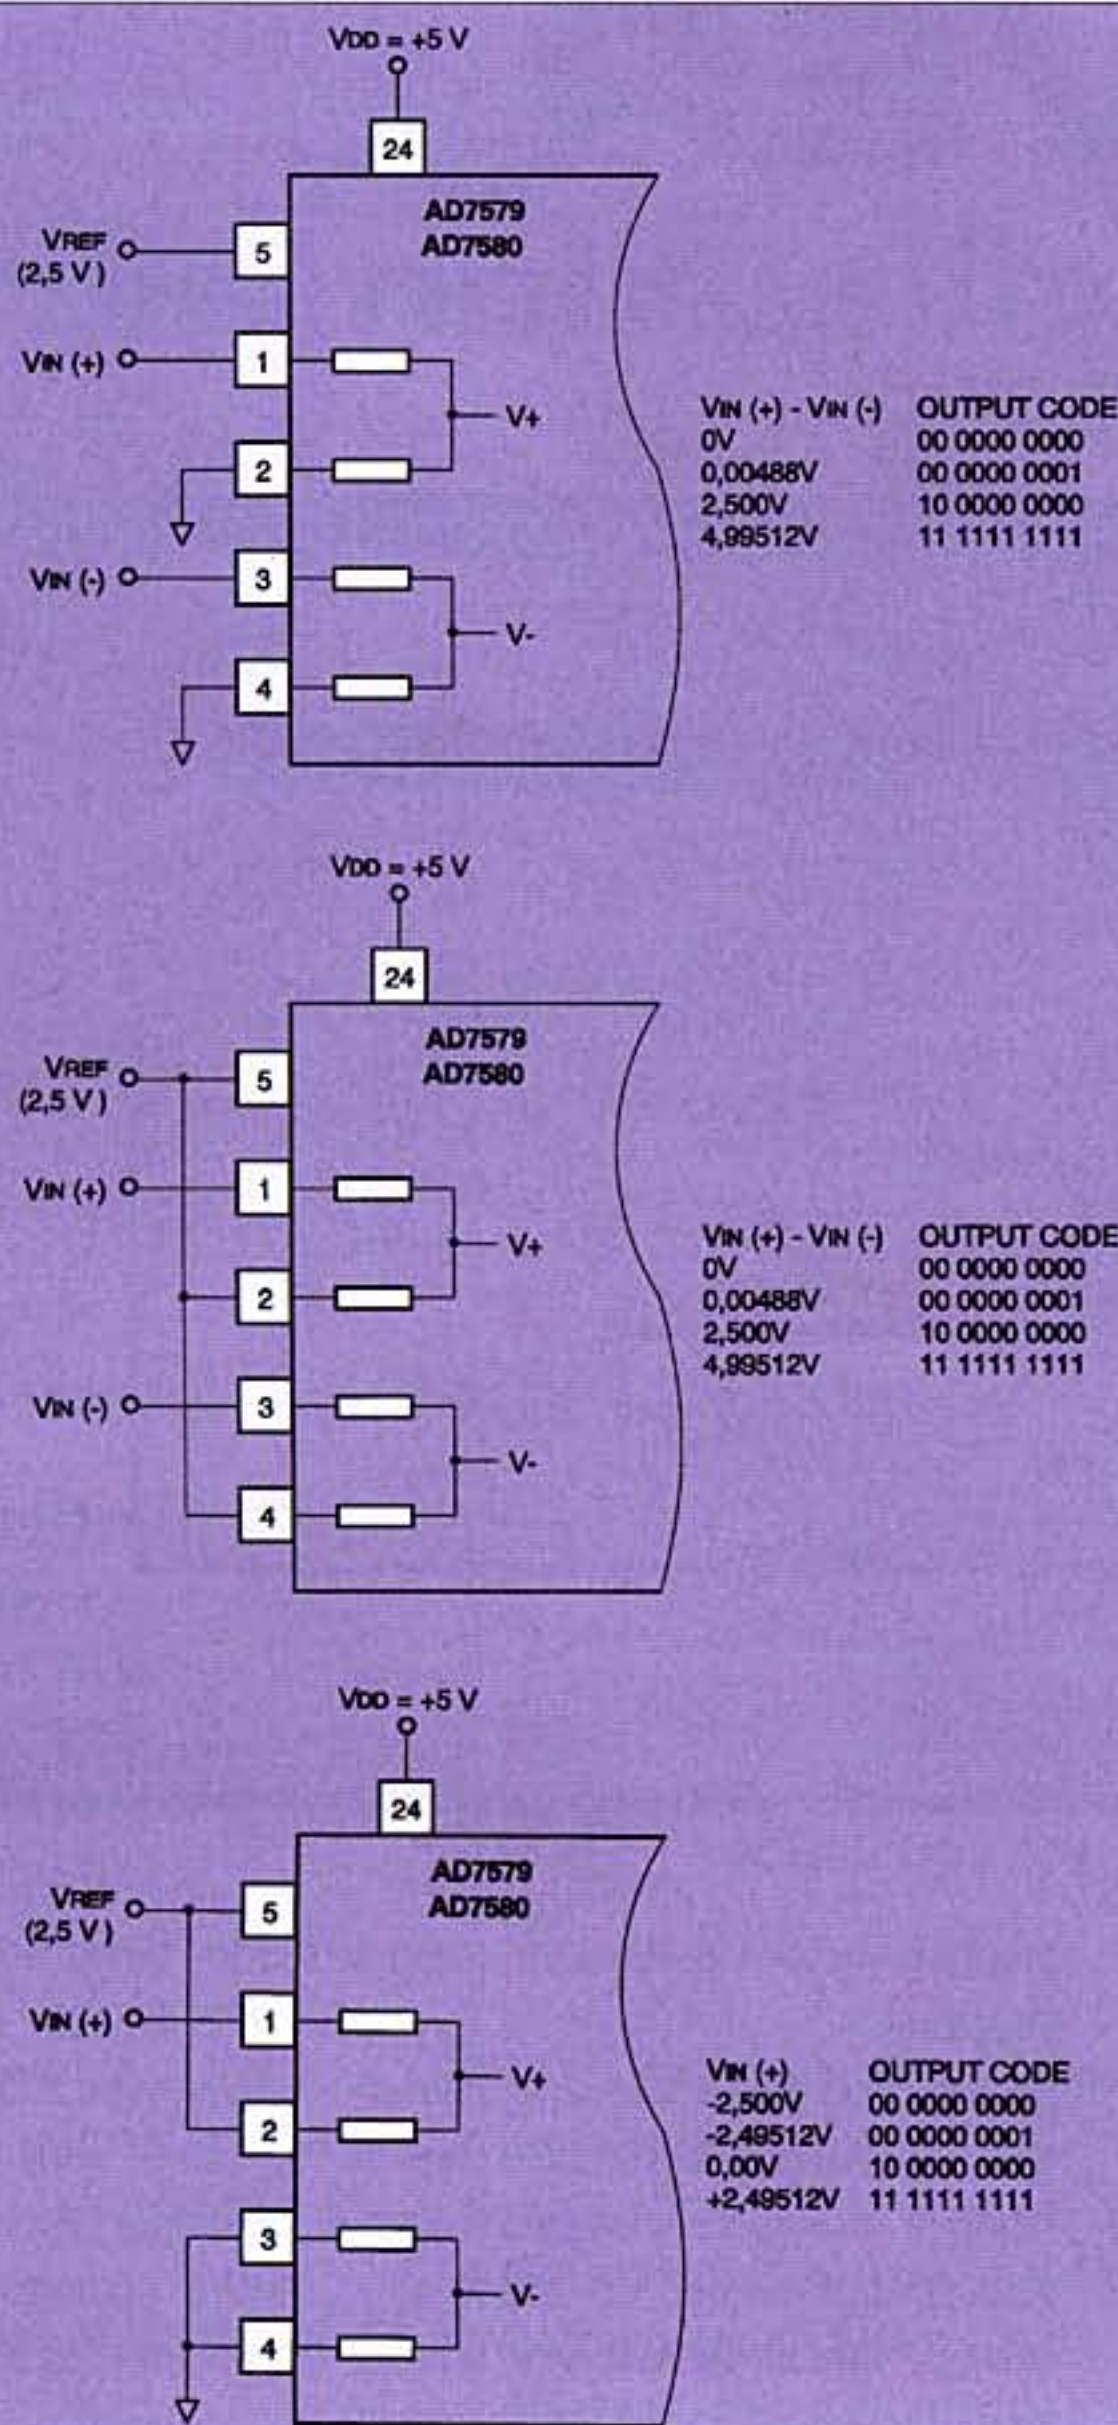 VDD = +5 V
24
AD7579
AD7580
VREF
(2,5 V )
5
VIN (+)
1
V+
2
VIN (-)
3
V-
4
VIN (+) - VIN (-) OUTPUT CODE
0V 00 0000 0000
0,00488V 00 0000 0001
2,500V 10 0000 0000
4,99512V 11 1111 1111
VDD = +5 V
24
AD7579
AD7580
VREF
(2,5 V )
5
VIN (+)
1
V+
2
VIN (-)
3
V-
4
VIN (+) - VIN (-) OUTPUT CODE
0V 00 0000 0000
0,00488V 00 0000 0001
2,500V 10 0000 0000
4,99512V 11 1111 1111
VDD = +5 V
24
AD7579
AD7580
VREF
(2,5 V )
5
VIN (+)
1
V+
2
3
V-
4
VIN (+) OUTPUT CODE
-2,500V 00 0000 0000
-2,49512V 00 0000 0001
0,00V 10 0000 0000
+2,49512V 11 1111 1111